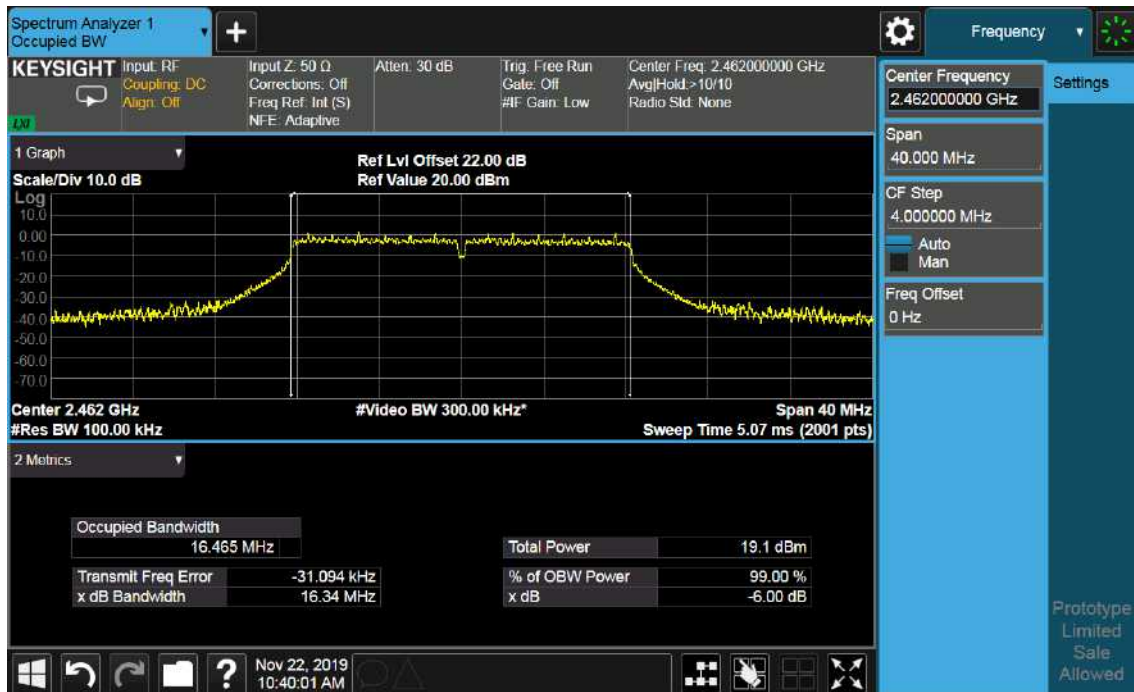 Spectrum Analyzer 1
Occupied BW
+
Frequency
KEYSIGHT
LXI
Input: RF
Coupling: DC
Align: Off
Input Z: 50 Ω
Corrections: Off
Freq Ref: Int (S)
NFE: Adaptive
Atten: 30 dB
Trig: Free Run
Gate: Off
#IF Gain: Low
Center Freq: 2.462000000 GHz
Avg|Hold:>10/10
Radio Std: None
Center Frequency
2.462000000 GHz
Settings
Span
40.000 MHz
CF Step
4.000000 MHz
Auto
Man
Freq Offset
0 Hz
1 Graph
Scale/Div 10.0 dB
Ref Lvl Offset 22.00 dB
Ref Value 20.00 dBm
Log
10.0
0.00
-10.0
-20.0
-30.0
-40.0
-50.0
-60.0
-70.0
Center 2.462 GHz
#Res BW 100.00 kHz
#Video BW 300.00 kHz*
Span 40 MHz
Sweep Time 5.07 ms (2001 pts)
2 Metrics
Occupied Bandwidth
16.465 MHz
Transmit Freq Error -31.094 kHz
x dB Bandwidth 16.34 MHz
Total Power 19.1 dBm
% of OBW Power 99.00 %
x dB -6.00 dB
Prototype
Limited
Sale
Allowed
?
Nov 22, 2019
10:40:01 AM